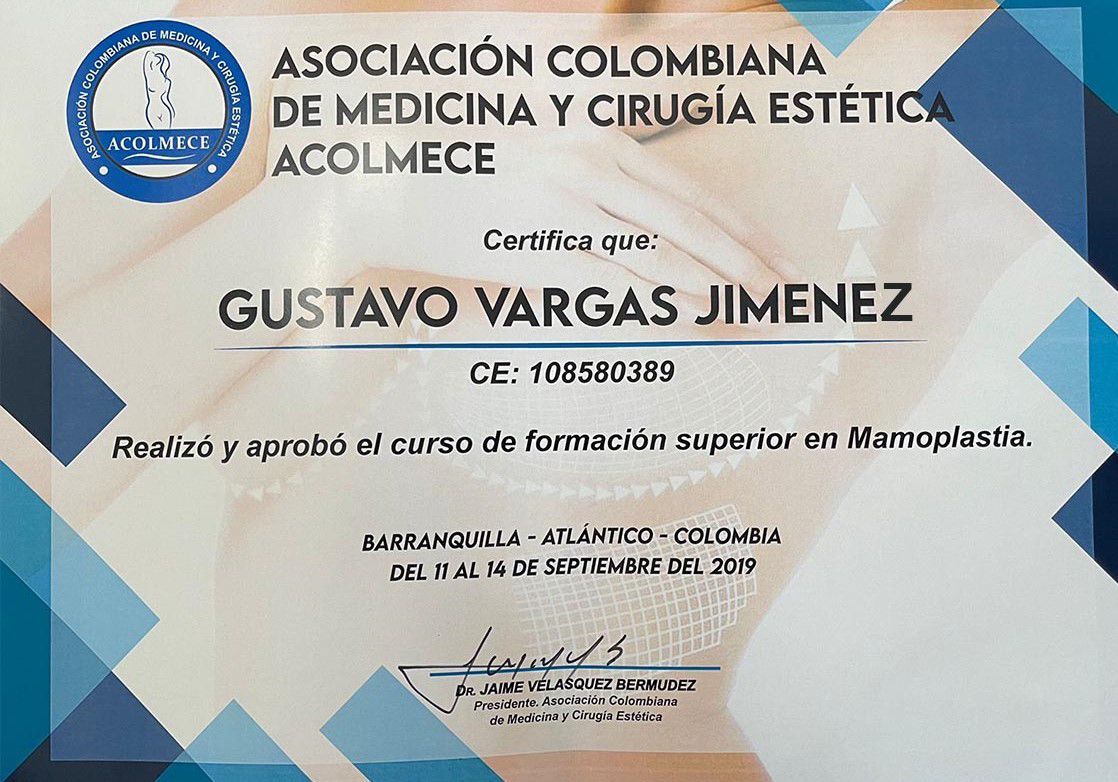 ASOCIACIÓN COLOMBIANA DE MEDICINA Y CIRUGÍA ESTÉTICA
ACOLMECE
ASOCIACIÓN COLOMBIANA
DE MEDICINA Y CIRUGÍA ESTÉTICA
ACOLMECE
Certifica que:
GUSTAVO VARGAS JIMENEZ
CE: 108580389
Realizó y aprobó el curso de formación superior en Mamoplastia.
BARRANQUILLA - ATLÁNTICO - COLOMBIA
DEL 11 AL 14 DE SEPTIEMBRE DEL 2019
DR. JAIME VELASQUEZ BERMUDEZ
Presidente. Asociación Colombiana
de Medicina y Cirugía Estética